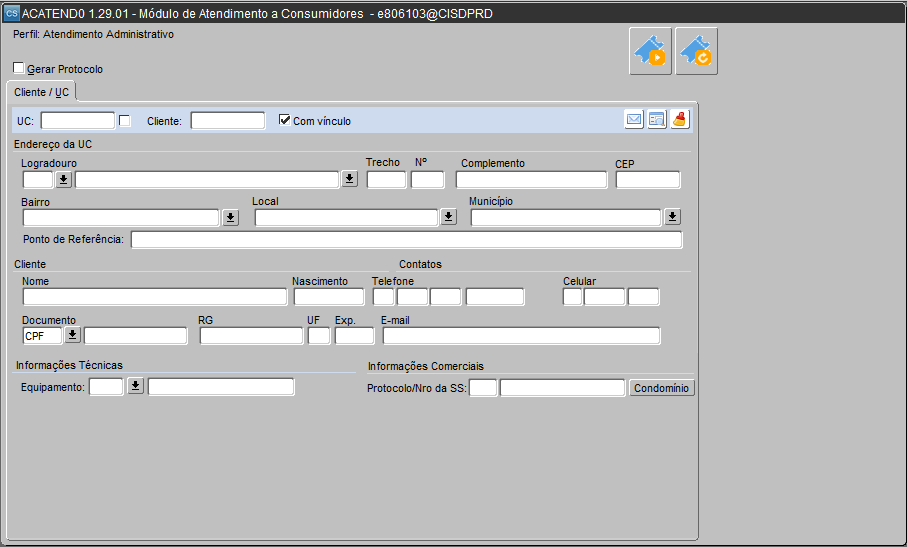 CS ACATEND0 1.29.01 - Módulo de Atendimento a Consumidores - e806103@CISDPRD
Perfil: Atendimento Administrativo
Gerar Protocolo
Cliente / UC
UC: Cliente: Com vínculo
Endereço da UC
Logradouro Trecho Nº Complemento CEP
Bairro Local Município
Ponto de Referência:
Cliente Contatos
Nome Nascimento Telefone Celular
Documento RG UF Exp. E-mail
CPF
Informações Técnicas Informações Comerciais
Equipamento: Protocolo/Nro da SS: Condomínio